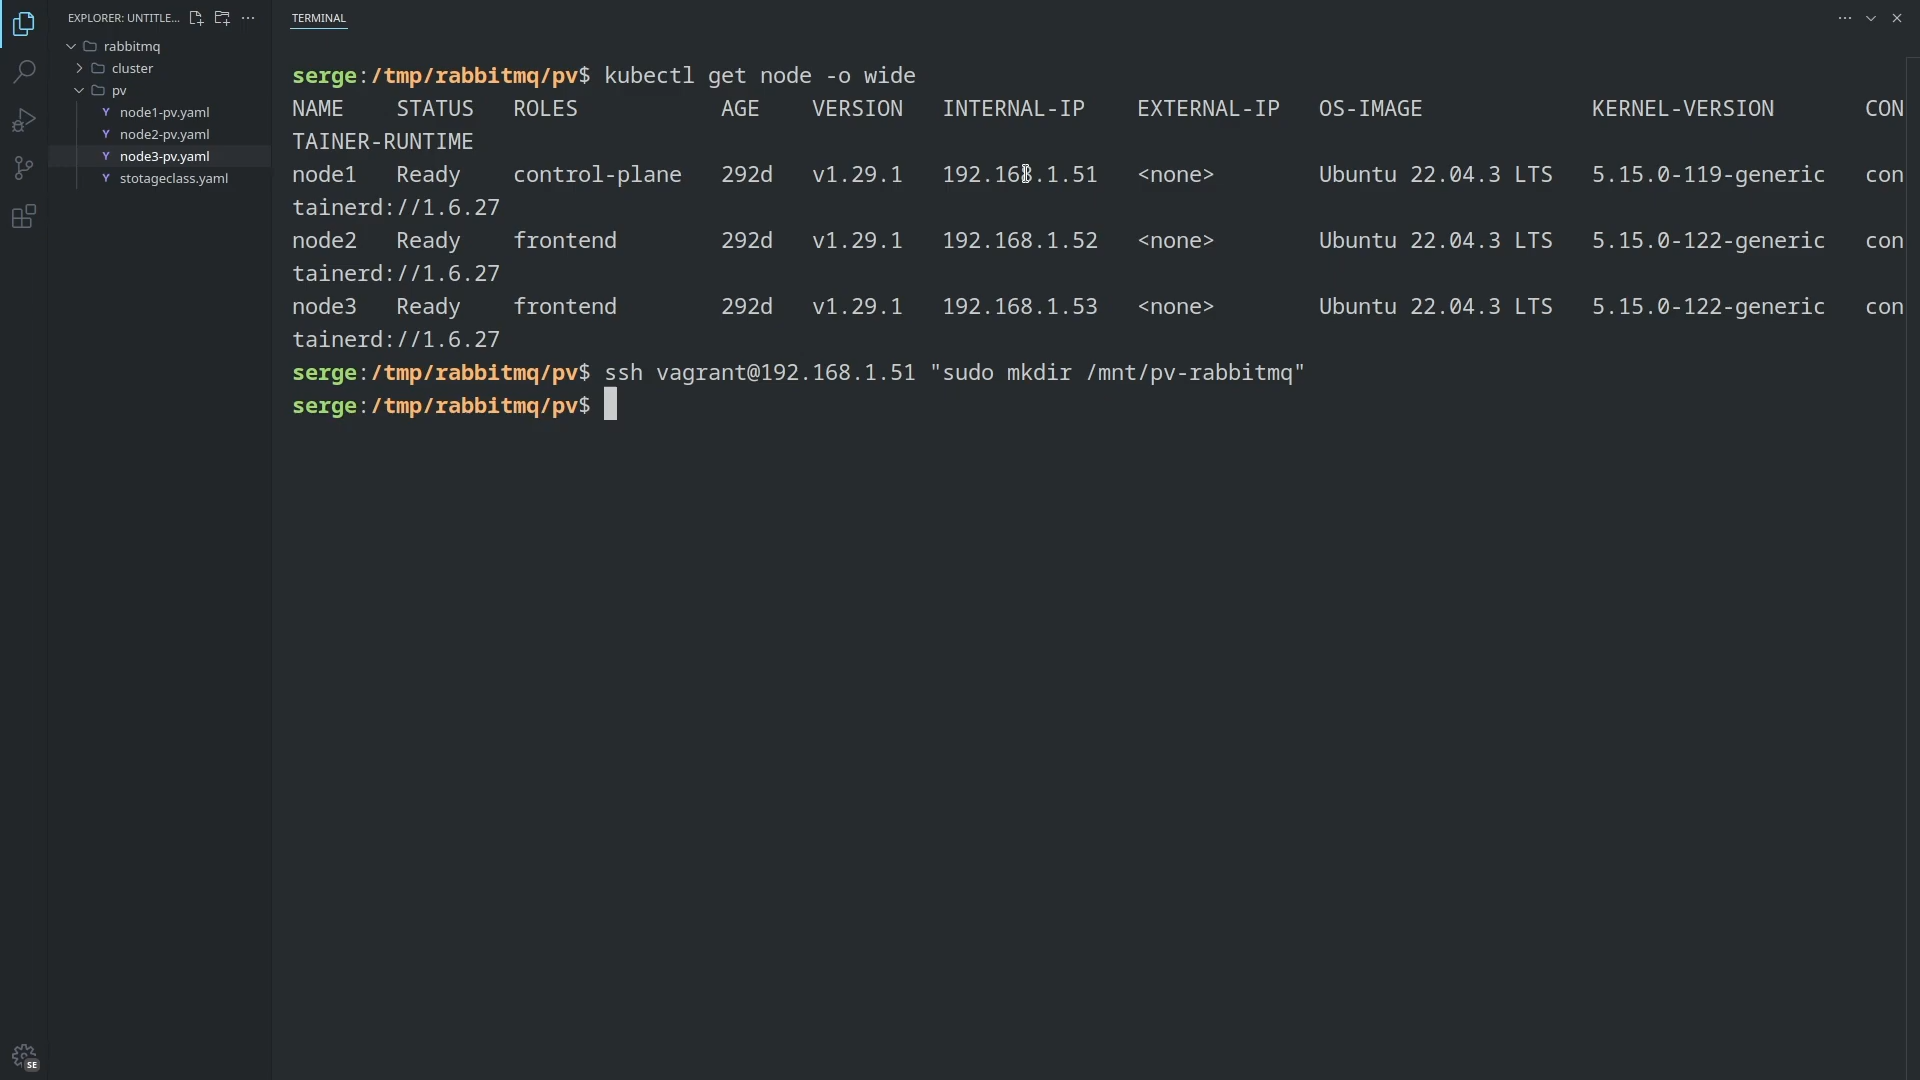 EXPLORER: UNTITLE...
rabbitmq
cluster
pv
Y node1-pv.yaml
Y node2-pv.yaml
Y node3-pv.yaml
Y stotageclass.yaml
SE
TERMINAL
serge:/tmp/rabbitmq/pv$ kubectl get node -o wide
NAME STATUS ROLES AGE VERSION INTERNAL-IP EXTERNAL-IP OS-IMAGE KERNEL-VERSION CON
TAINER-RUNTIME
node1 Ready control-plane 292d v1.29.1 192.168.1.51 <none> Ubuntu 22.04.3 LTS 5.15.0-119-generic con
tainerd://1.6.27
node2 Ready frontend 292d v1.29.1 192.168.1.52 <none> Ubuntu 22.04.3 LTS 5.15.0-122-generic con
tainerd://1.6.27
node3 Ready frontend 292d v1.29.1 192.168.1.53 <none> Ubuntu 22.04.3 LTS 5.15.0-122-generic con
tainerd://1.6.27
serge:/tmp/rabbitmq/pv$ ssh vagrant@192.168.1.51 "sudo mkdir /mnt/pv-rabbitmq"
serge:/tmp/rabbitmq/pv$